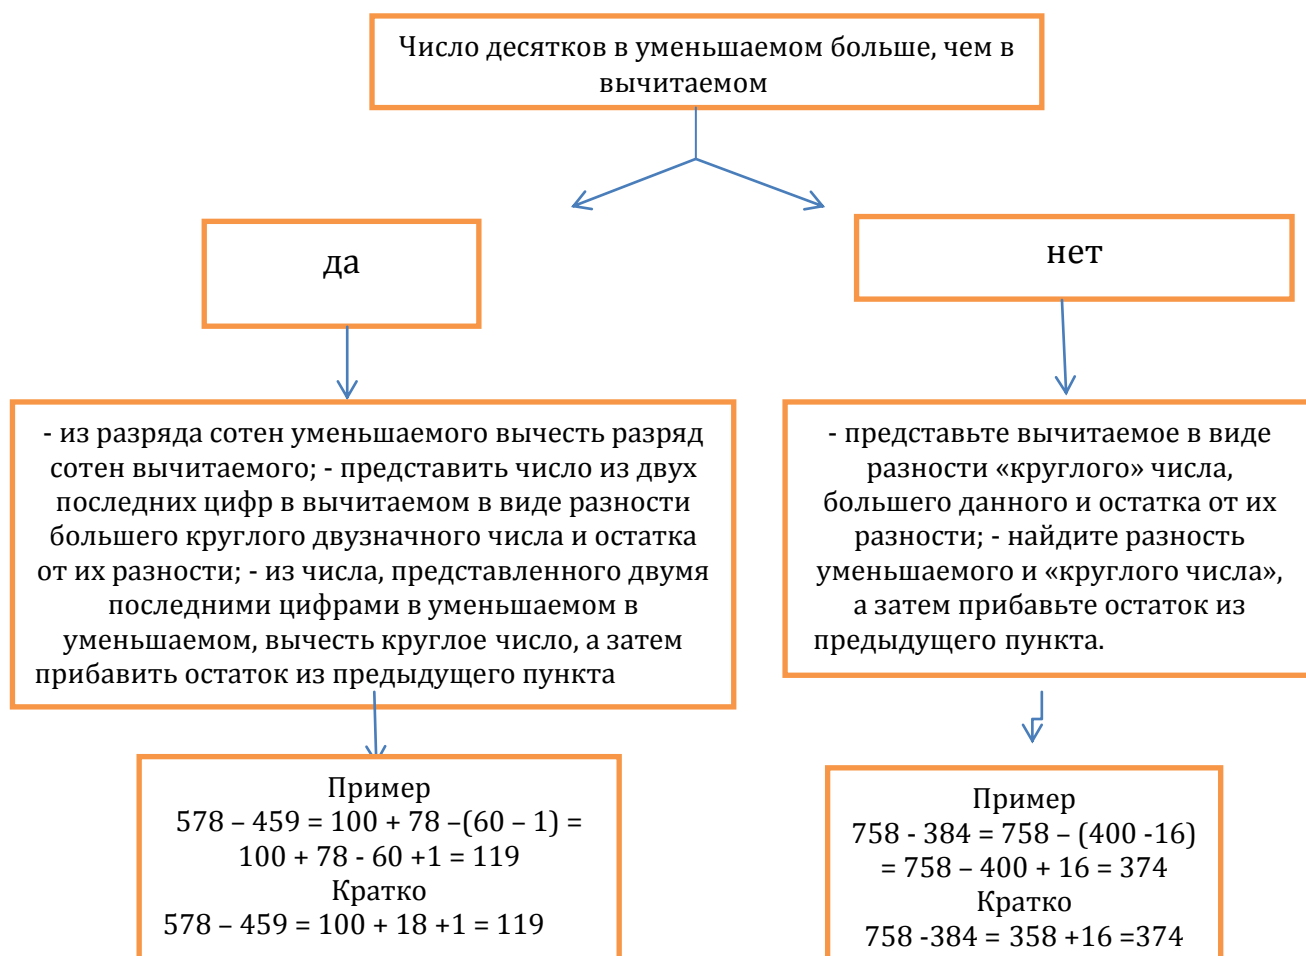 Число десятков в уменьшаемом больше, чем в
вычитаемом
да
нет
- из разряда сотен уменьшаемого вычесть разряд
сотен вычитаемого; - представить число из двух
последних цифр в вычитаемом в виде разности
большего круглого двузначного числа и остатка
от их разности; - из числа, представленного двумя
последними цифрами в уменьшаемом в
уменьшаемом, вычесть круглое число, а затем
прибавить остаток из предыдущего пункта
- представьте вычитаемое в виде
разности «круглого» числа,
большего данного и остатка от их
разности; - найдите разность
уменьшаемого и «круглого числа»,
а затем прибавьте остаток из
предыдущего пункта.
Пример
578 – 459 = 100 + 78 –(60 – 1) =
100 + 78 - 60 +1 = 119
Кратко
578 – 459 = 100 + 18 +1 = 119
Пример
758 - 384 = 758 – (400 -16)
= 758 – 400 + 16 = 374
Кратко
758 -384 = 358 +16 =374